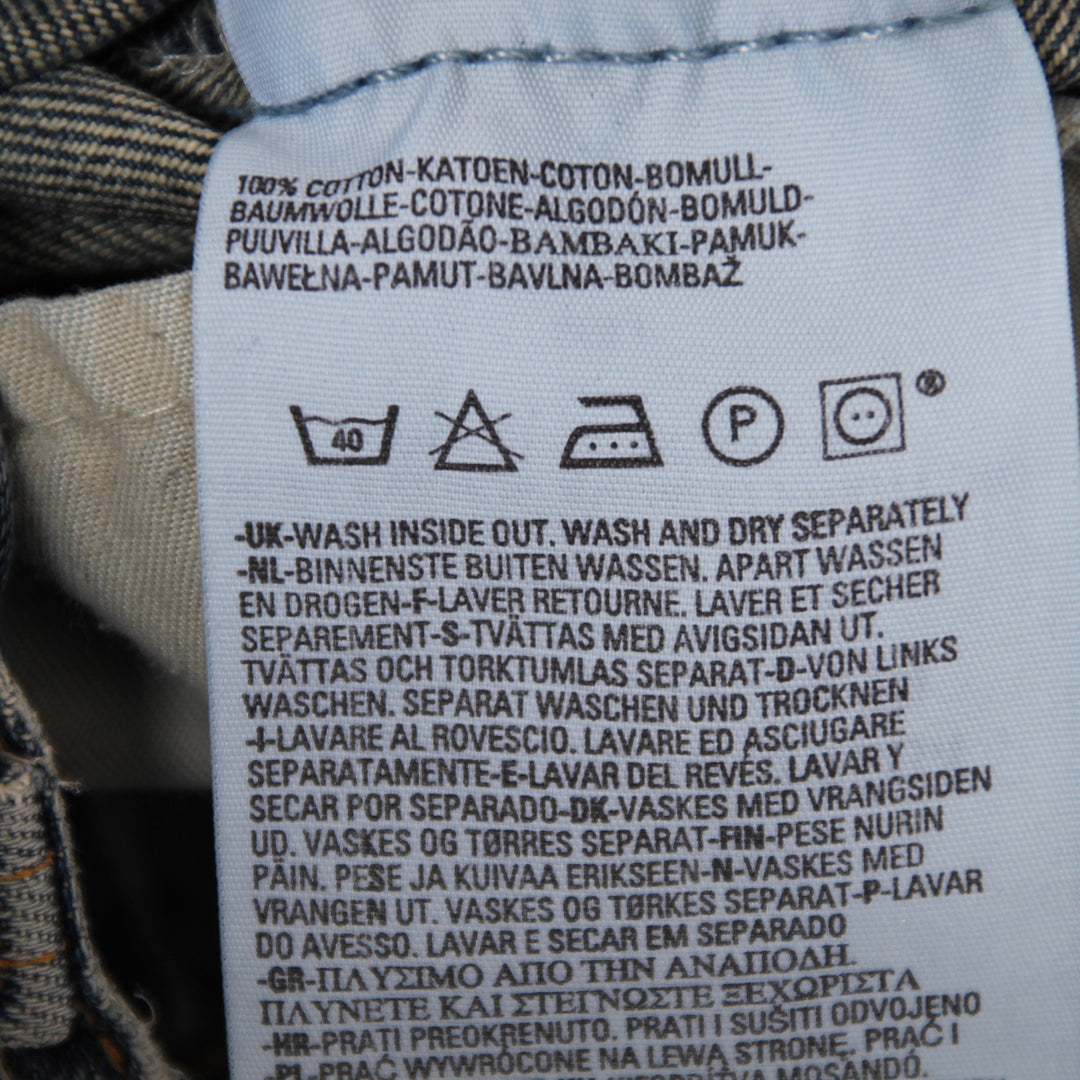 100% COTTON-KATOEN-COTON-BOMULL-
BAUMWOLLE-COTONE-ALGODÓN-BOMULD-
PUUVILLA-ALGODÃO-BAMBAKI-PAMUK-
BAWEŁNA-PAMUT-BAVLNA-BOMBAŽ
40 P ®
-UK-WASH INSIDE OUT. WASH AND DRY SEPARATELY
-NL-BINNENSTE BUITEN WASSEN. APART WASSEN
EN DROGEN-F-LAVER RETOURNE. LAVER ET SECHER
SEPAREMENT-S-TVÄTTAS MED AVIGSIDAN UT.
TVÄTTAS OCH TORKTUMLAS SEPARAT-D-VON LINKS
WASCHEN. SEPARAT WASCHEN UND TROCKNEN
-I-LAVARE AL ROVESCIO. LAVARE ED ASCIUGARE
SEPARATAMENTE-E-LAVAR DEL REVÉS. LAVAR Y
SECAR POR SEPARADO-DK-VASKES MED VRANGSIDEN
UD. VASKES OG TØRRES SEPARAT-FIN-PESE NURIN
PÄIN. PESE JA KUIVAA ERIKSEEN-N-VASKES MED
VRANGEN UT. VASKES OG TØRKES SEPARAT-P-LAVAR
DO AVESSO. LAVAR E SECAR EM SEPARADO
-GR-ΠΛΥΣΙΜΟ ΑΠΟ ΤΗΝ ΑΝΑΠΟΔΗ.
ΠΛΥΝΕΤΕ ΚΑΙ ΣΤΕΓΝΩΣΤΕ ΞΕΧΩΡΙΣΤΑ
-HR-PRATI PREOKRENUTO. PRATI I SUŠITI ODVOJENO
-PL-PRAĆ WYWRÓCONE NA LEWĄ STRONĘ. PRAĆ I
MOSÁNDÓ.